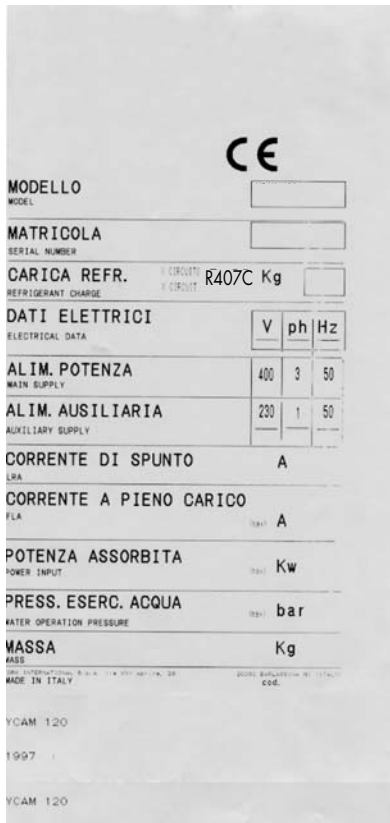 CE
MODELLO
MODEL
MATRICOLA
SERIAL NUMBER
CARICA REFR. X CIRCUITO R407C Kg
REFRIGERANT CHARGE X CIRCUIT
DATI ELETTRICI V ph Hz
ELECTRICAL DATA
ALIM. POTENZA 400 3 50
MAIN SUPPLY
ALIM. AUSILIARIA 230 1 50
AUXILIARY SUPPLY
CORRENTE DI SPUNTO A
LRA
CORRENTE A PIENO CARICO
FLA A
POTENZA ASSORBITA Kw
POWER INPUT
PRESS. ESERC. ACQUA bar
WATER OPERATION PRESSURE
MASSA Kg
MASS
INTERNATIONAL
MADE IN ITALY cod.
YCAM 120
1997
YCAM 120